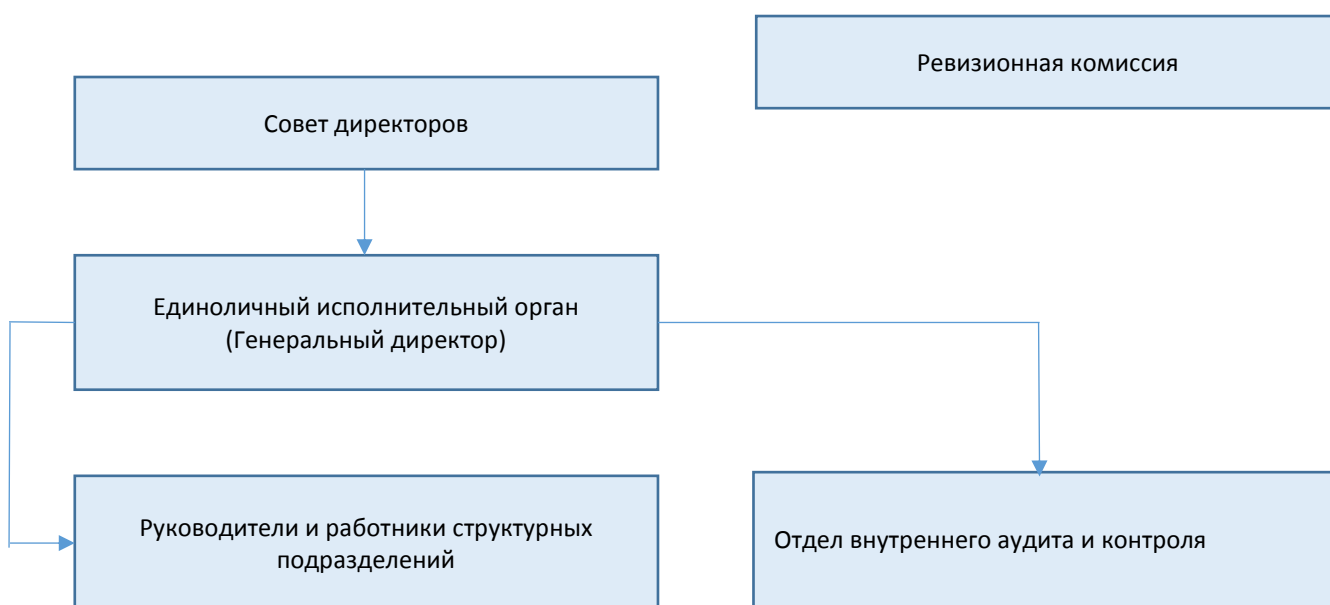 Ревизионная комиссия
Совет директоров
Единоличный исполнительный орган
(Генеральный директор)
Руководители и работники структурных
подразделений
Отдел внутреннего аудита и контроля